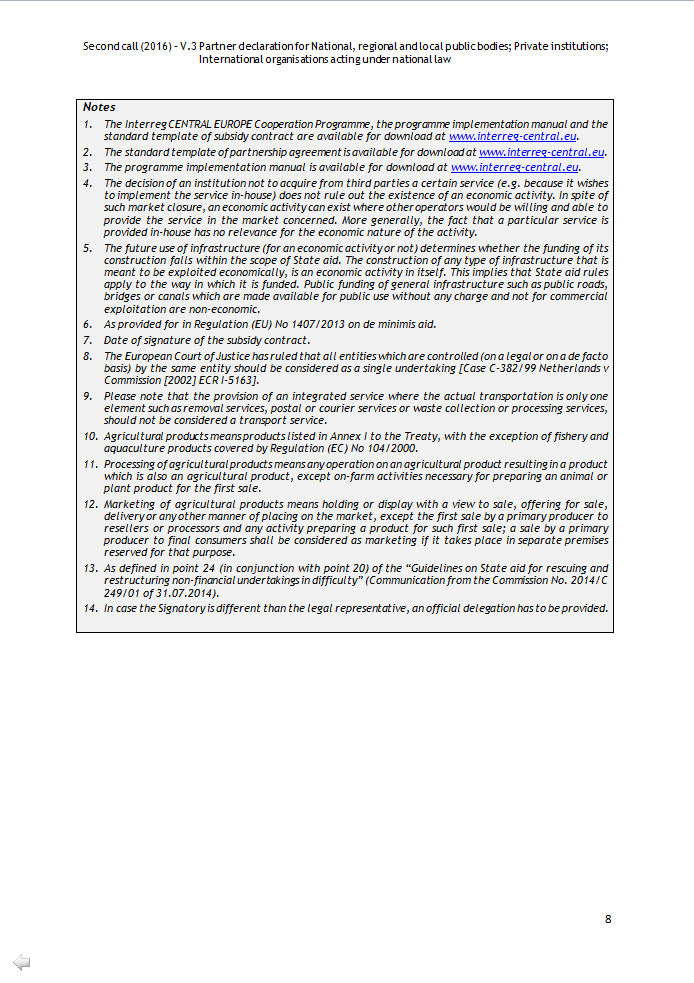 Second call (2016) – V.3 Partner declaration for National, regional and local public bodies; Private institutions;
International organisations acting under national law
Notes
1. The Interreg CENTRAL EUROPE Cooperation Programme, the programme implementation manual and the
standard template of subsidy contract are available for download at www.interreg-central.eu.
2. The standard template of partnership agreement is available for download at www.interreg-central.eu.
3. The programme implementation manual is available for download at www.interreg-central.eu.
4. The decision of an institution not to acquire from third parties a certain service (e.g. because it wishes
to implement the service in-house) does not rule out the existence of an economic activity. In spite of
such market closure, an economic activity can exist where other operators would be willing and able to
provide the service in the market concerned. More generally, the fact that a particular service is
provided in-house has no relevance for the economic nature of the activity.
5. The future use of infrastructure (for an economic activity or not) determines whether the funding of its
construction falls within the scope of State aid. The construction of any type of infrastructure that is
meant to be exploited economically, is an economic activity in itself. This implies that State aid rules
apply to the way in which it is funded. Public funding of general infrastructure such as public roads,
bridges or canals which are made available for public use without any charge and not for commercial
exploitation are non-economic.
6. As provided for in Regulation (EU) No 1407/2013 on de minimis aid.
7. Date of signature of the subsidy contract.
8. The European Court of Justice has ruled that all entities which are controlled (on a legal or on a de facto
basis) by the same entity should be considered as a single undertaking [Case C-382/99 Netherlands v
Commission [2002] ECR I-5163].
9. Please note that the provision of an integrated service where the actual transportation is only one
element such as removal services, postal or courier services or waste collection or processing services,
should not be considered a transport service.
10. Agricultural products means products listed in Annex I to the Treaty, with the exception of fishery and
aquaculture products covered by Regulation (EC) No 104/2000.
11. Processing of agricultural products means any operation on an agricultural product resulting in a product
which is also an agricultural product, except on-farm activities necessary for preparing an animal or
plant product for the first sale.
12. Marketing of agricultural products means holding or display with a view to sale, offering for sale,
delivery or any other manner of placing on the market, except the first sale by a primary producer to
resellers or processors and any activity preparing a product for such first sale; a sale by a primary
producer to final consumers shall be considered as marketing if it takes place in separate premises
reserved for that purpose.
13. As defined in point 24 (in conjunction with point 20) of the “Guidelines on State aid for rescuing and
restructuring non-financial undertakings in difficulty” (Communication from the Commission No. 2014/C
249/01 of 31.07.2014).
14. In case the Signatory is different than the legal representative, an official delegation has to be provided.
8